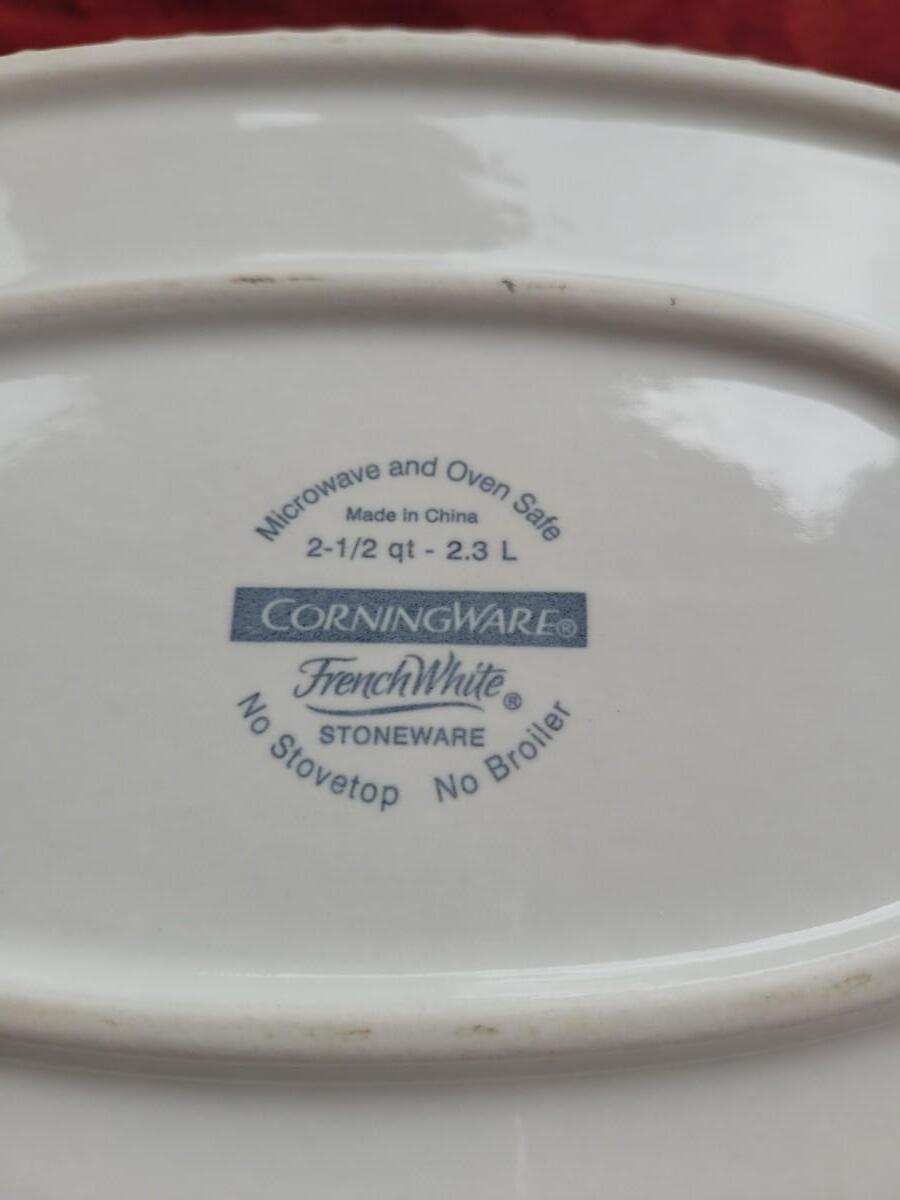 Microwave and Oven Safe
Made in China
2-1/2 qt - 2.3 L
CORNINGWARE®
FrenchWhite®
STONEWARE
No Stovetop No Broiler